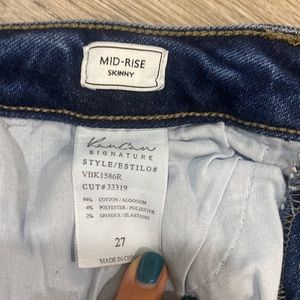 MID-RISE
SKINNY
KanCan
SIGNATURE
STYLE/ESTILO#
VBK1586R
CUT#33319
94% COTTON/ALGODON
4% POLYESTER/POLIESTER
2% SPANDEX/ELASTANO
27
MADE IN